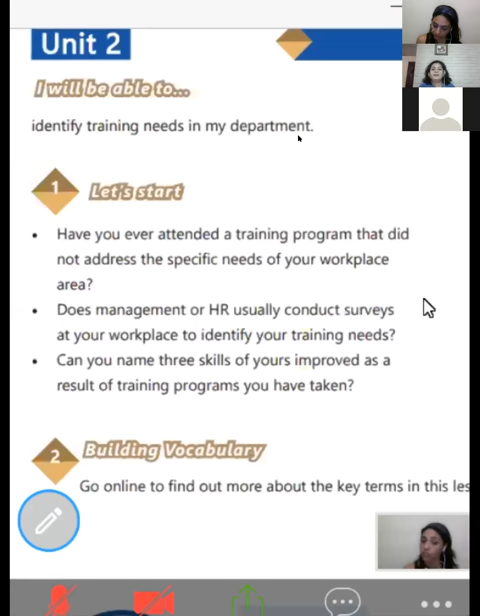 Unit 2
I will be able to...
identify training needs in my department.
1
Let's start
• Have you ever attended a training program that did
not address the specific needs of your workplace
area?
• Does management or HR usually conduct surveys
at your workplace to identify your training needs?
• Can you name three skills of yours improved as a
result of training programs you have taken?
2
Building Vocabulary
Go online to find out more about the key terms in this les